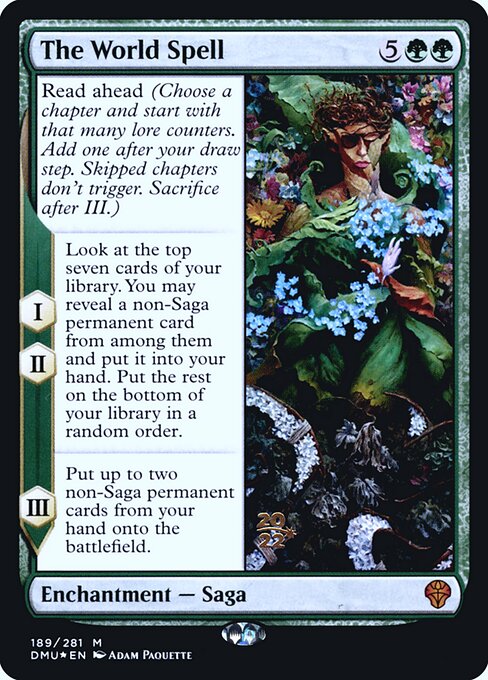 The World Spell 5
Read ahead (Choose a
chapter and start with
that many lore counters.
Add one after your draw
step. Skipped chapters
don't trigger. Sacrifice
after III.)
I
II
Look at the top
seven cards of your
library. You may
reveal a non-Saga
permanent card
from among them
and put it into your
hand. Put the rest
on the bottom of
your library in a
random order.
III
Put up to two
non-Saga permanent
cards from your
hand onto the
battlefield.
2022
Enchantment — Saga
189/281 M
DMU★EN Adam Paquette